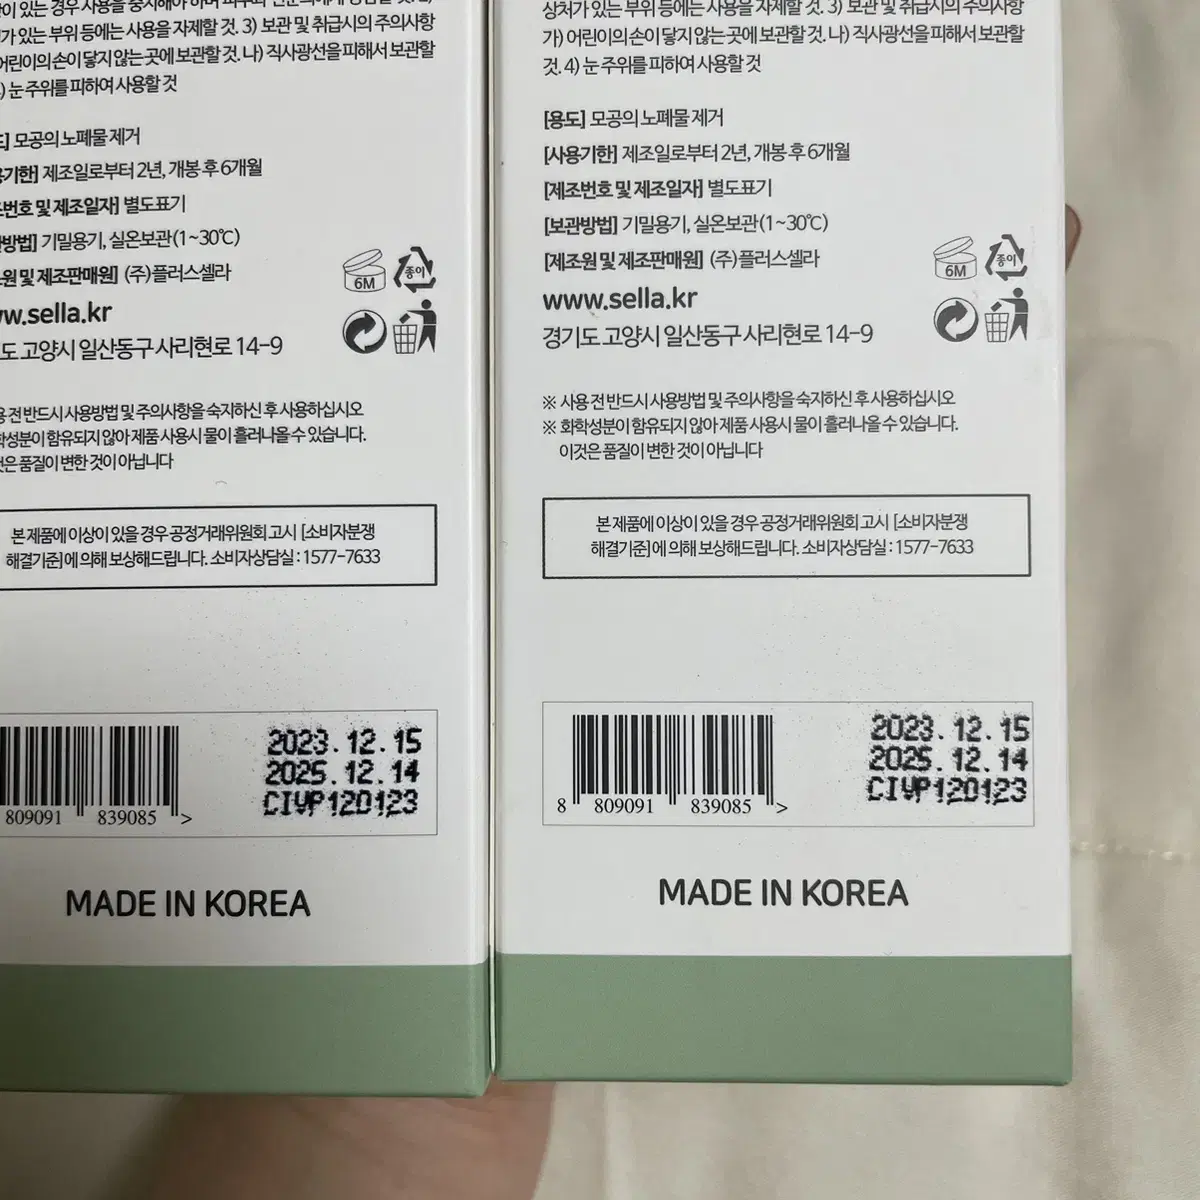 있는 경우 사용을 중지해야 하며
가 있는 부위 등에는 사용을 자제할 것. 3) 보관 및 취급시의 주의사항
어린이의 손이 닿지 않는 곳에 보관할 것. 나) 직사광선을 피해서 보관할
) 눈 주위를 피하여 사용할 것
] 모공의 노폐물 제거
기한] 제조일로부터 2년, 개봉 후 6개월
번호 및 제조일자] 별도표기
방법] 기밀용기, 실온보관(1~30℃)
원 및 제조판매원] (주)플러스셀라
w.sella.kr
도 고양시 일산동구 사리현로 14-9
6M
종이
전 반드시 사용방법 및 주의사항을 숙지하신 후 사용하십시오
학성분이 함유되지 않아 제품 사용시 물이 흘러나올 수 있습니다.
것은 품질이 변한 것이 아닙니다
본 제품에 이상이 있을 경우 공정거래위원회 고시 [소비자분쟁
해결기준]에 의해 보상해드립니다. 소비자상담실 : 1577-7633
2023.12.15
2025.12.14
CIVP120123
809091 839085 >
MADE IN KOREA
상처가 있는 부위 등에는 사용을 자제할 것. 3) 보관 및 취급시의 주의사항
가) 어린이의 손이 닿지 않는 곳에 보관할 것. 나) 직사광선을 피해서 보관할
것. 4) 눈 주위를 피하여 사용할 것
[용도] 모공의 노폐물 제거
[사용기한] 제조일로부터 2년, 개봉 후 6개월
[제조번호 및 제조일자] 별도표기
[보관방법] 기밀용기, 실온보관(1~30℃)
[제조원 및 제조판매원] (주)플러스셀라
www.sella.kr
경기도 고양시 일산동구 사리현로 14-9
6M
종이
※ 사용 전 반드시 사용방법 및 주의사항을 숙지하신 후 사용하십시오
※ 화학성분이 함유되지 않아 제품 사용시 물이 흘러나올 수 있습니다.
이것은 품질이 변한 것이 아닙니다
본 제품에 이상이 있을 경우 공정거래위원회 고시 [소비자분쟁
해결기준]에 의해 보상해드립니다. 소비자상담실 : 1577-7633
2023.12.15
2025.12.14
CIVP120123
8 809091 839085 >
MADE IN KOREA